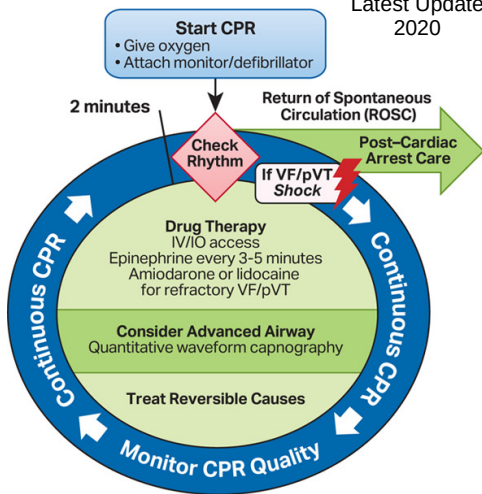 Latest Update
2020
Start CPR
• Give oxygen
• Attach monitor/defibrillator
2 minutes
Return of Spontaneous
Circulation (ROSC)
Check
Rhythm
Post–Cardiac
Arrest Care
If VF/pVT
Shock
Drug Therapy
IV/IO access
Epinephrine every 3-5 minutes
Amiodarone or lidocaine
for refractory VF/pVT
Consider Advanced Airway
Quantitative waveform capnography
Treat Reversible Causes
Continuous CPR
Continuous CPR
Monitor CPR Quality